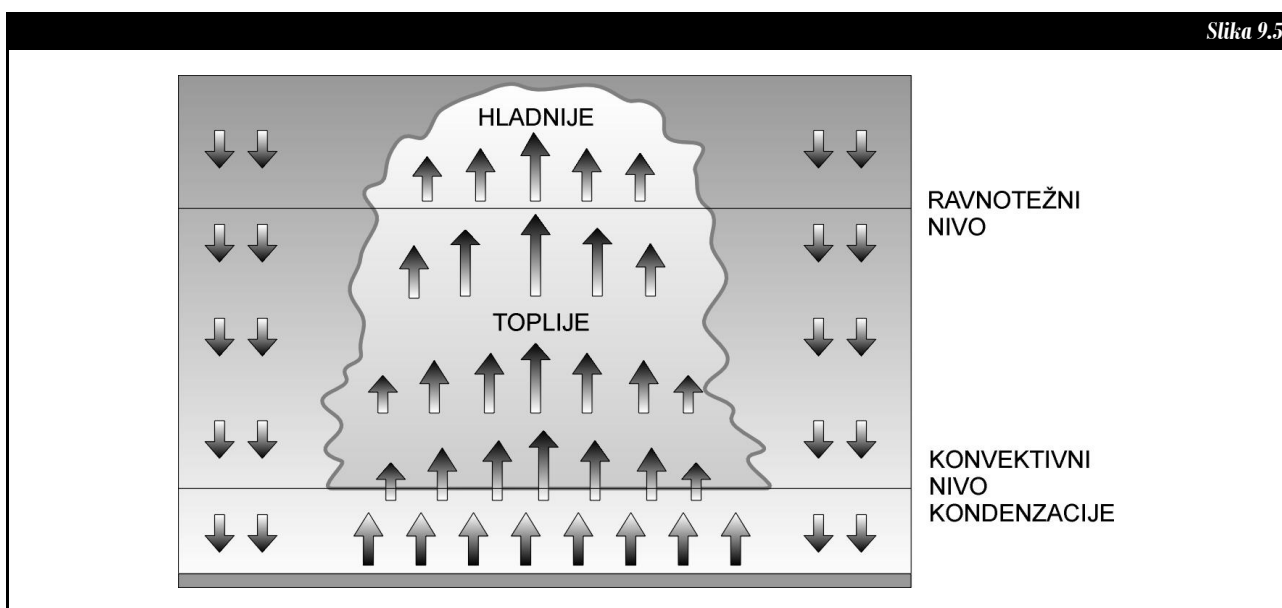 Slika 9.5
HLADNIJE
RAVNOTEŽNI
NIVO
TOPLIJE
KONVEKTIVNI
NIVO
KONDENZACIJE